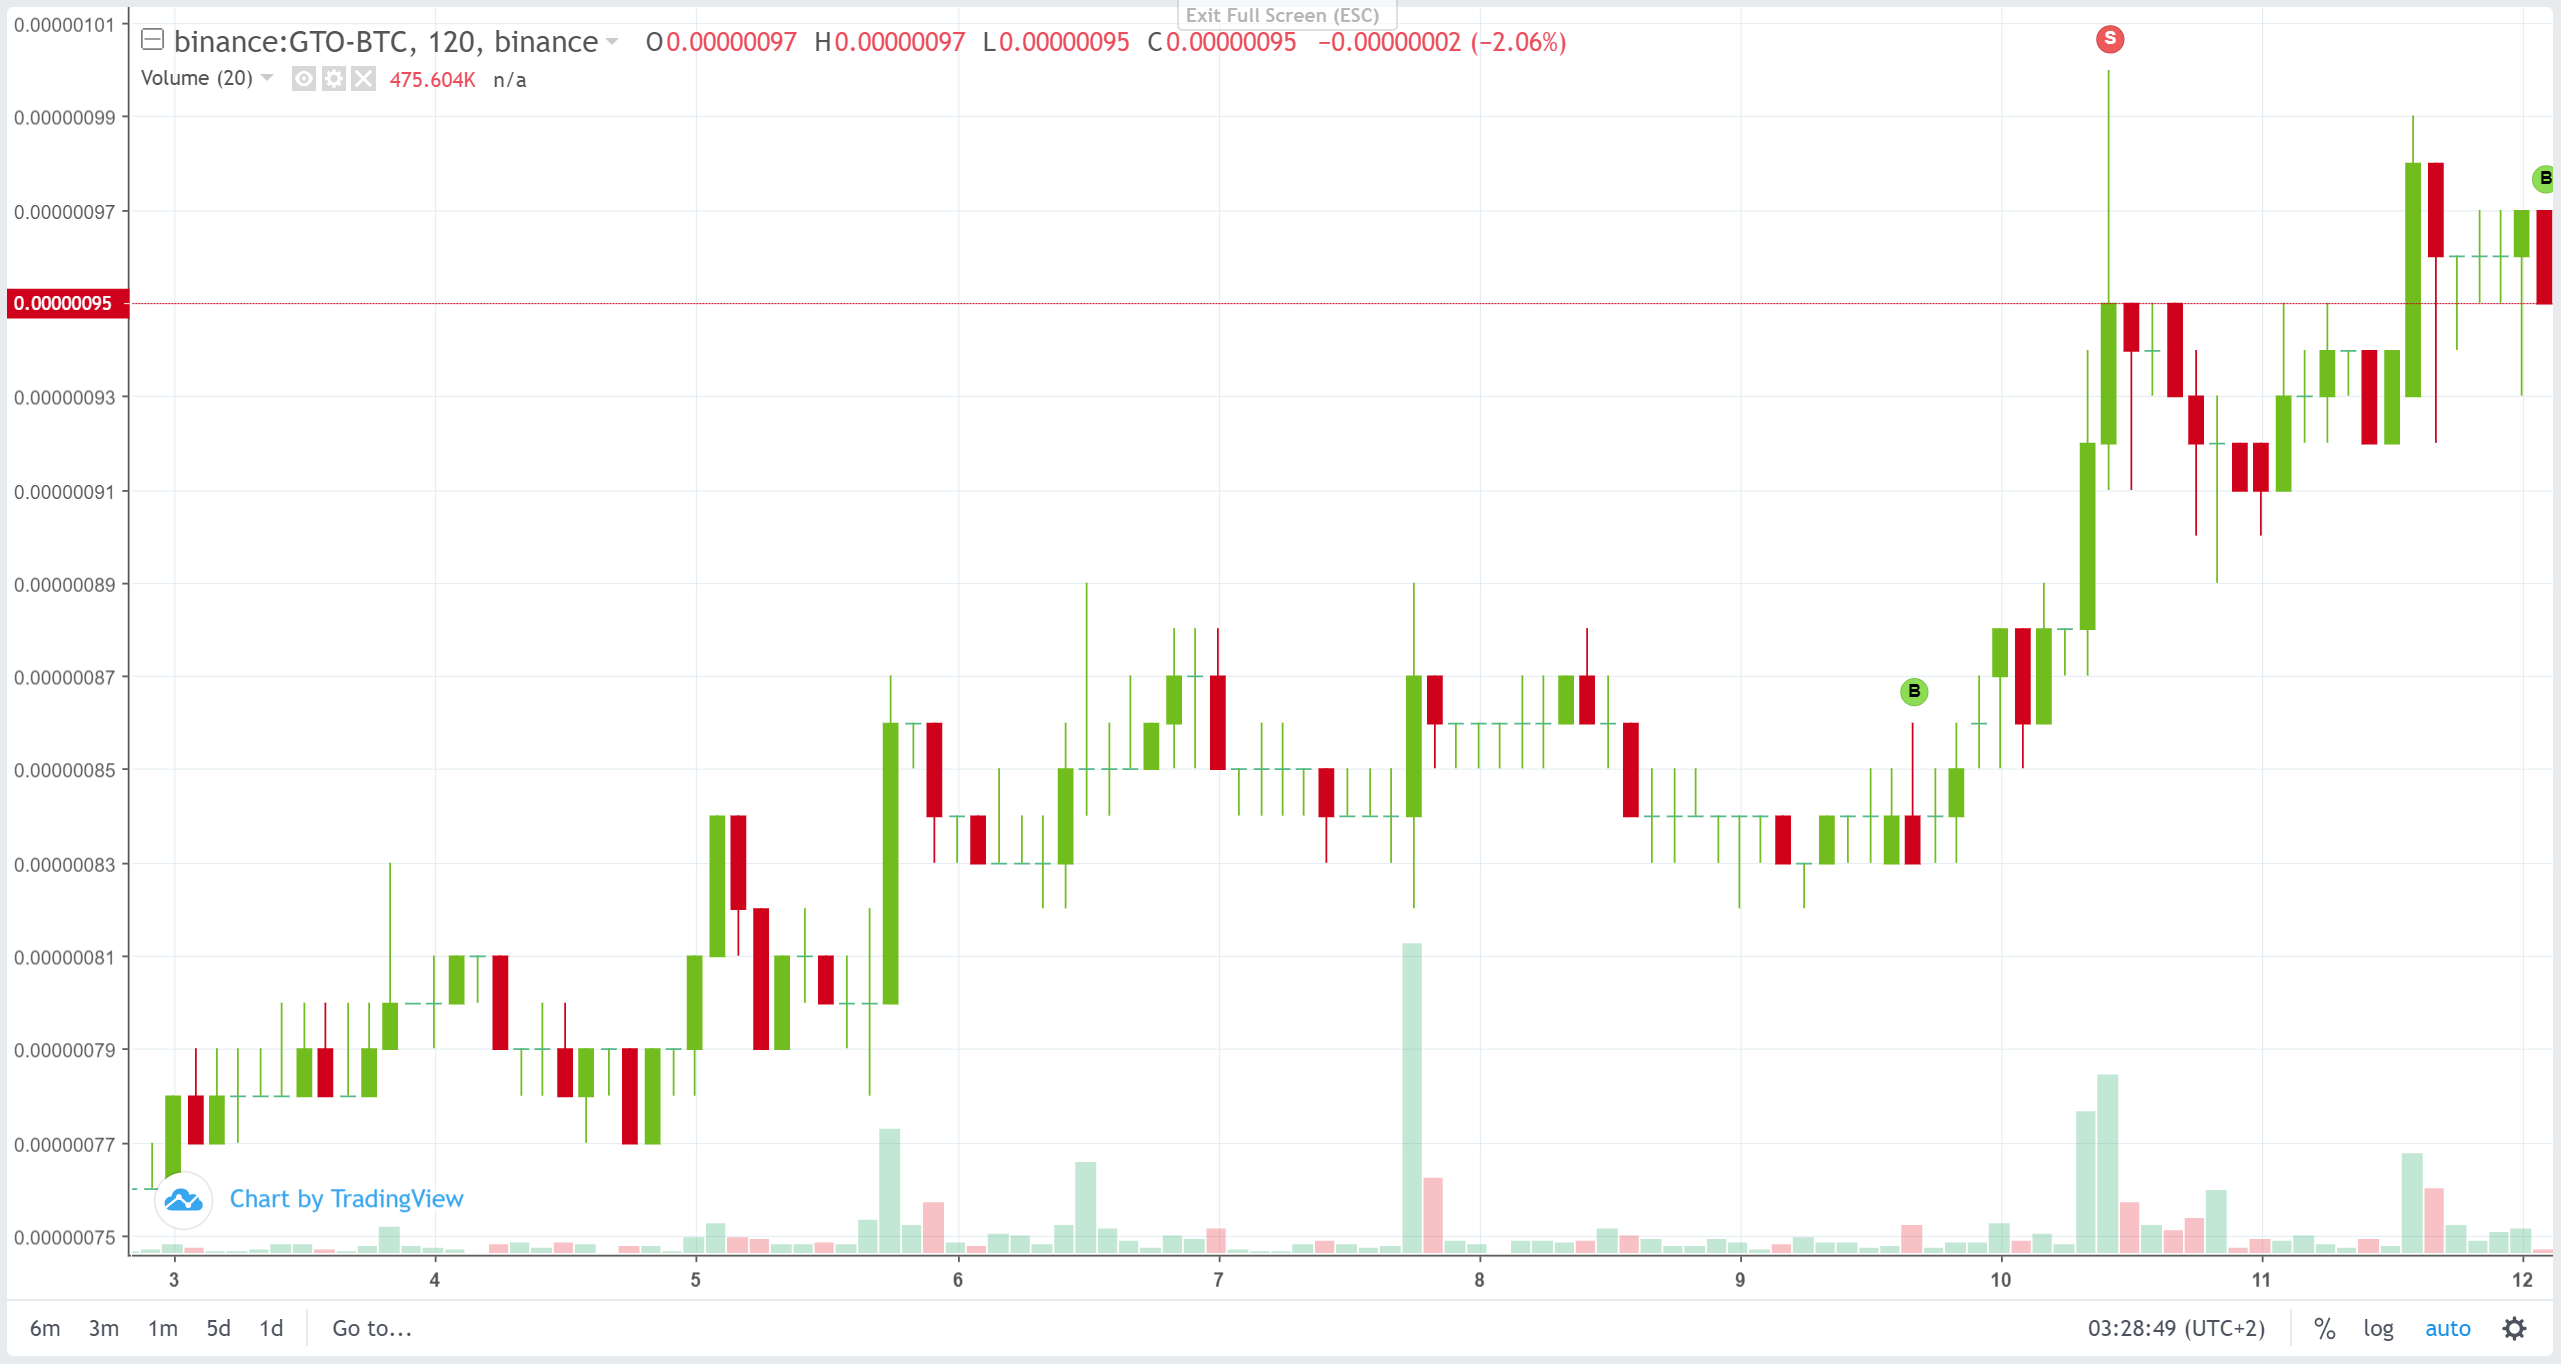 Exit Full Screen (ESC)
binance:GTO-BTC, 120, binance O0.00000097 H0.00000097 L0.00000095 C0.00000095 −0.00000002 (−2.06%)
Volume (20) 475.604K n/a
0.00000101
0.00000099
0.00000097
0.00000095
0.00000093
0.00000091
0.00000089
0.00000087
0.00000085
0.00000083
0.00000081
0.00000079
0.00000077
0.00000075
S
B
B
Chart by TradingView
3 4 5 6 7 8 9 10 11 12
6m 3m 1m 5d 1d Go to... 03:28:49 (UTC+2) % log auto